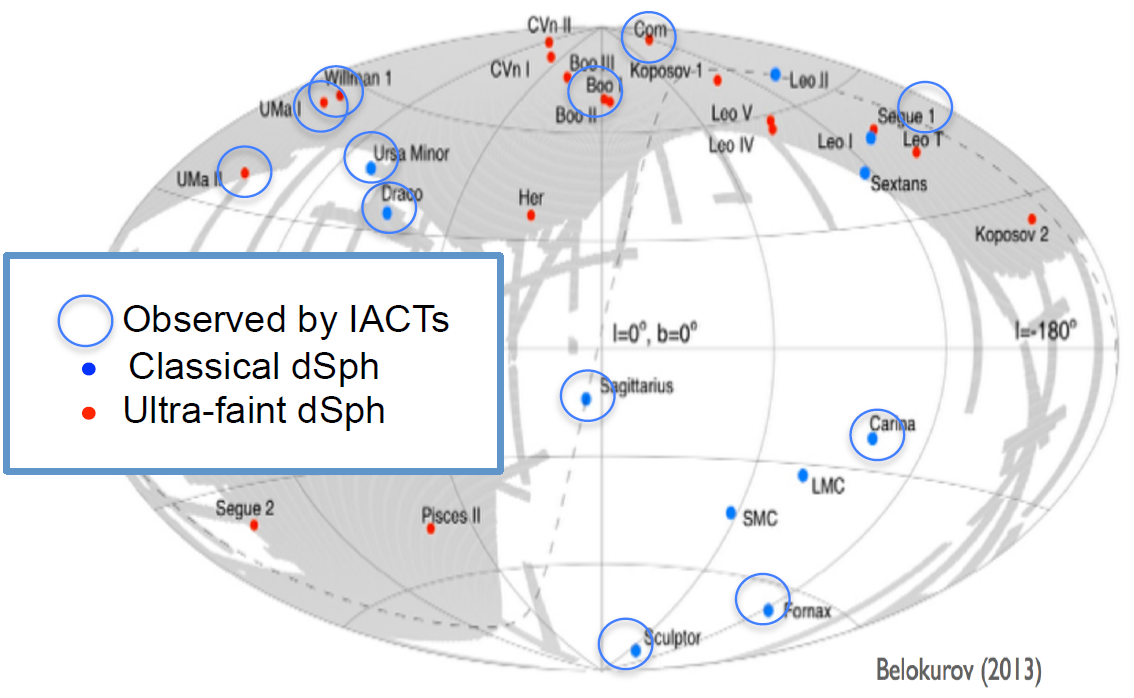 CVn II
Com
CVn I
Boo III
Koposov 1
Leo II
Willman 1
Boo I
UMa I
Boo II
Leo V
Segue 1
Leo IV
Leo I
Leo T
Ursa Minor
UMa II
Draco
Her
Sextans
Koposov 2
Observed by IACTs
Classical dSph
Ultra-faint dSph
l=0°, b=0°
l=-180°
Sagittarius
Carina
LMC
SMC
Segue 2
Pisces II
Fornax
Sculptor
Belokurov (2013)